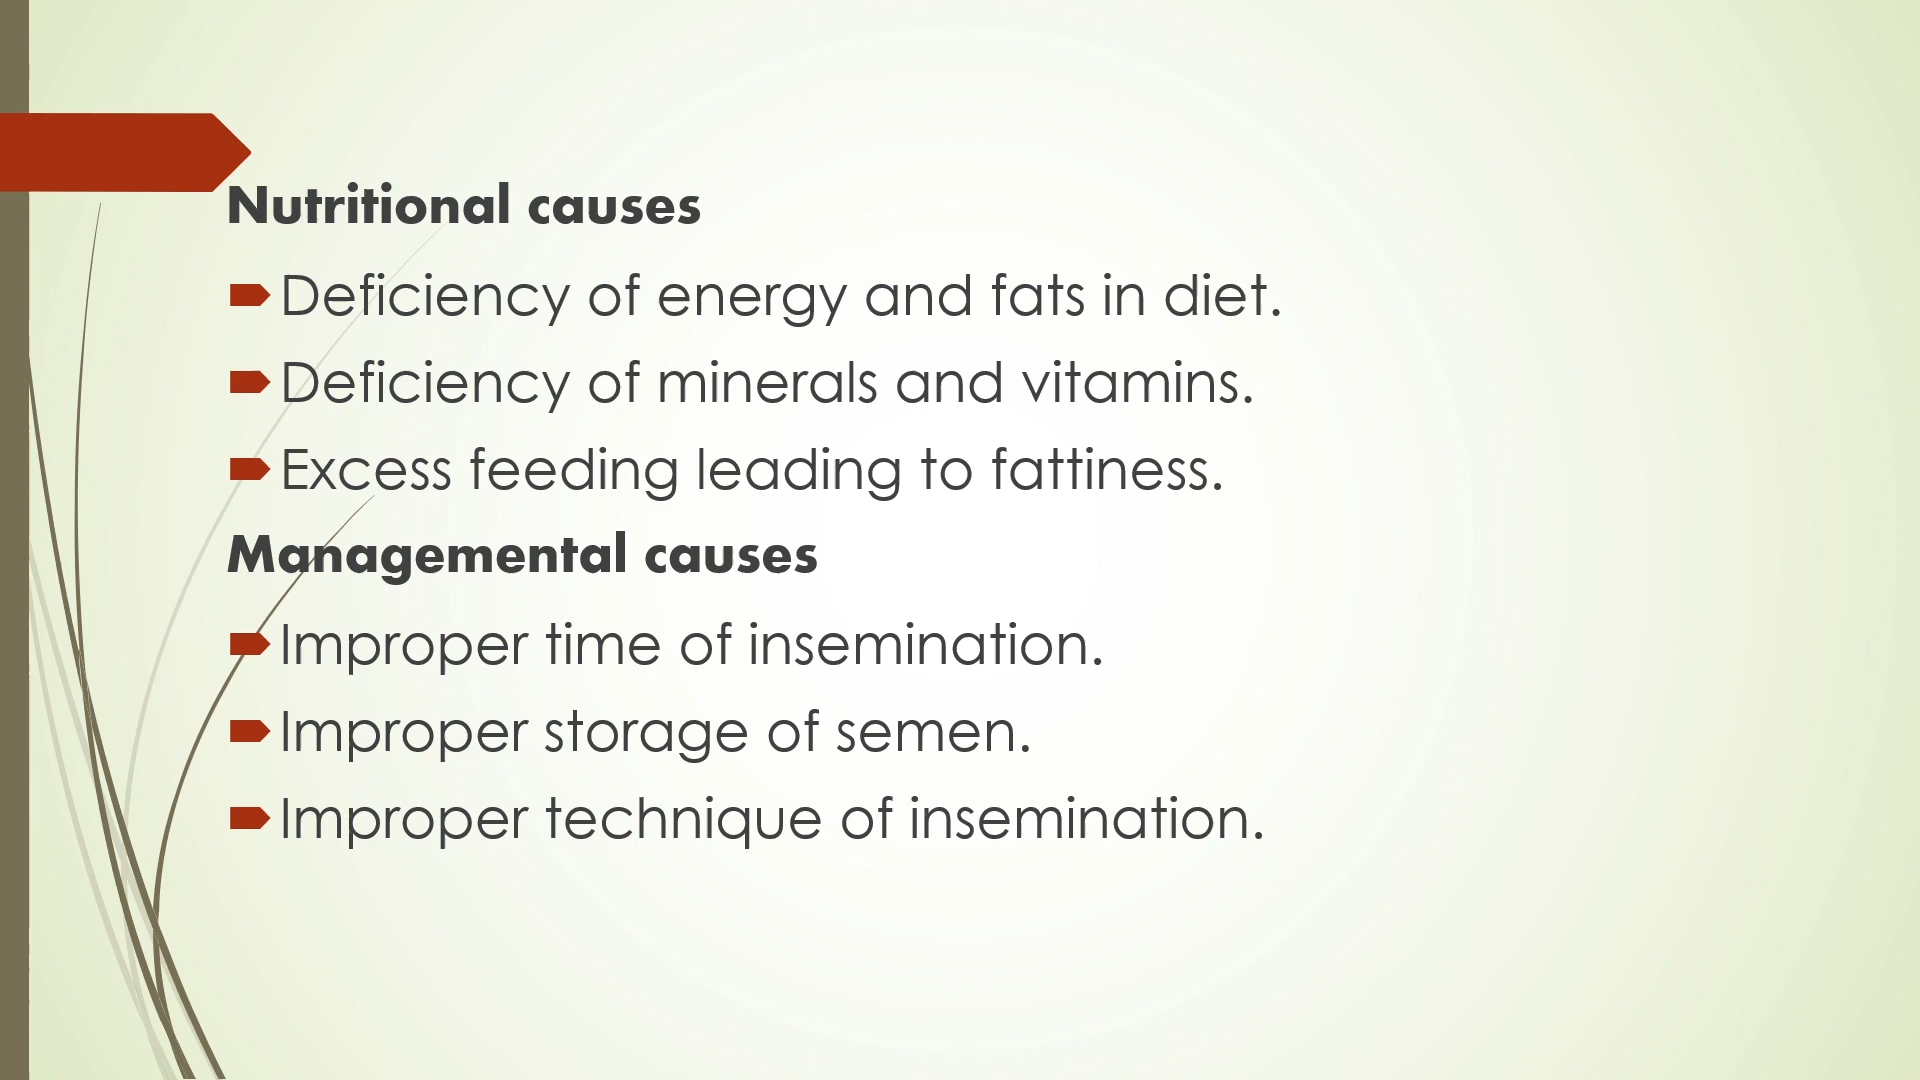 Nutritional causes
Deficiency of energy and fats in diet.
Deficiency of minerals and vitamins.
Excess feeding leading to fattiness.
Managemental causes
Improper time of insemination.
Improper storage of semen.
Improper technique of insemination.